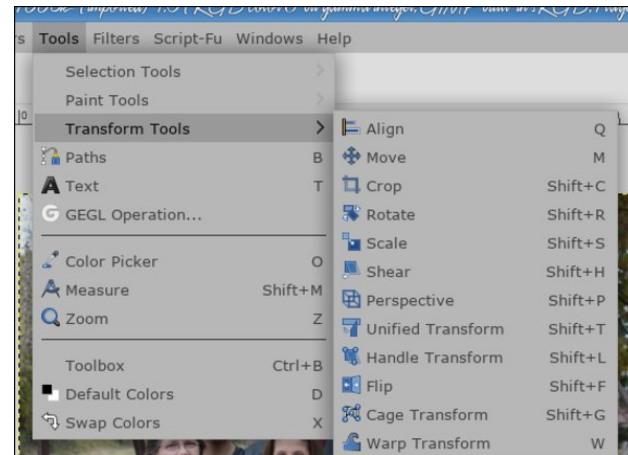 (imported)
Tools Filters Script-Fu Windows Help
Selection Tools
Paint Tools
Transform Tools
Paths B
Text T
GEGL Operation...
Color Picker O
Measure Shift+M
Zoom Z
Toolbox Ctrl+B
Default Colors D
Swap Colors X
Align Q
Move M
Crop Shift+C
Rotate Shift+R
Scale Shift+S
Shear Shift+H
Perspective Shift+P
Unified Transform Shift+T
Handle Transform Shift+L
Flip Shift+F
Cage Transform Shift+G
Warp Transform W